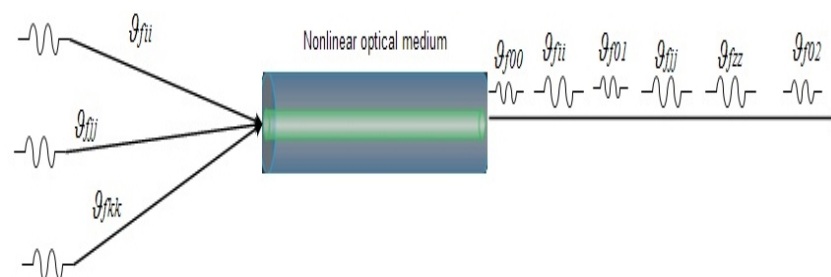 ϑfii
Nonlinear optical medium
ϑfjj
ϑfkk
ϑf00 ϑfii ϑf01 ϑfjj ϑfzz ϑf02